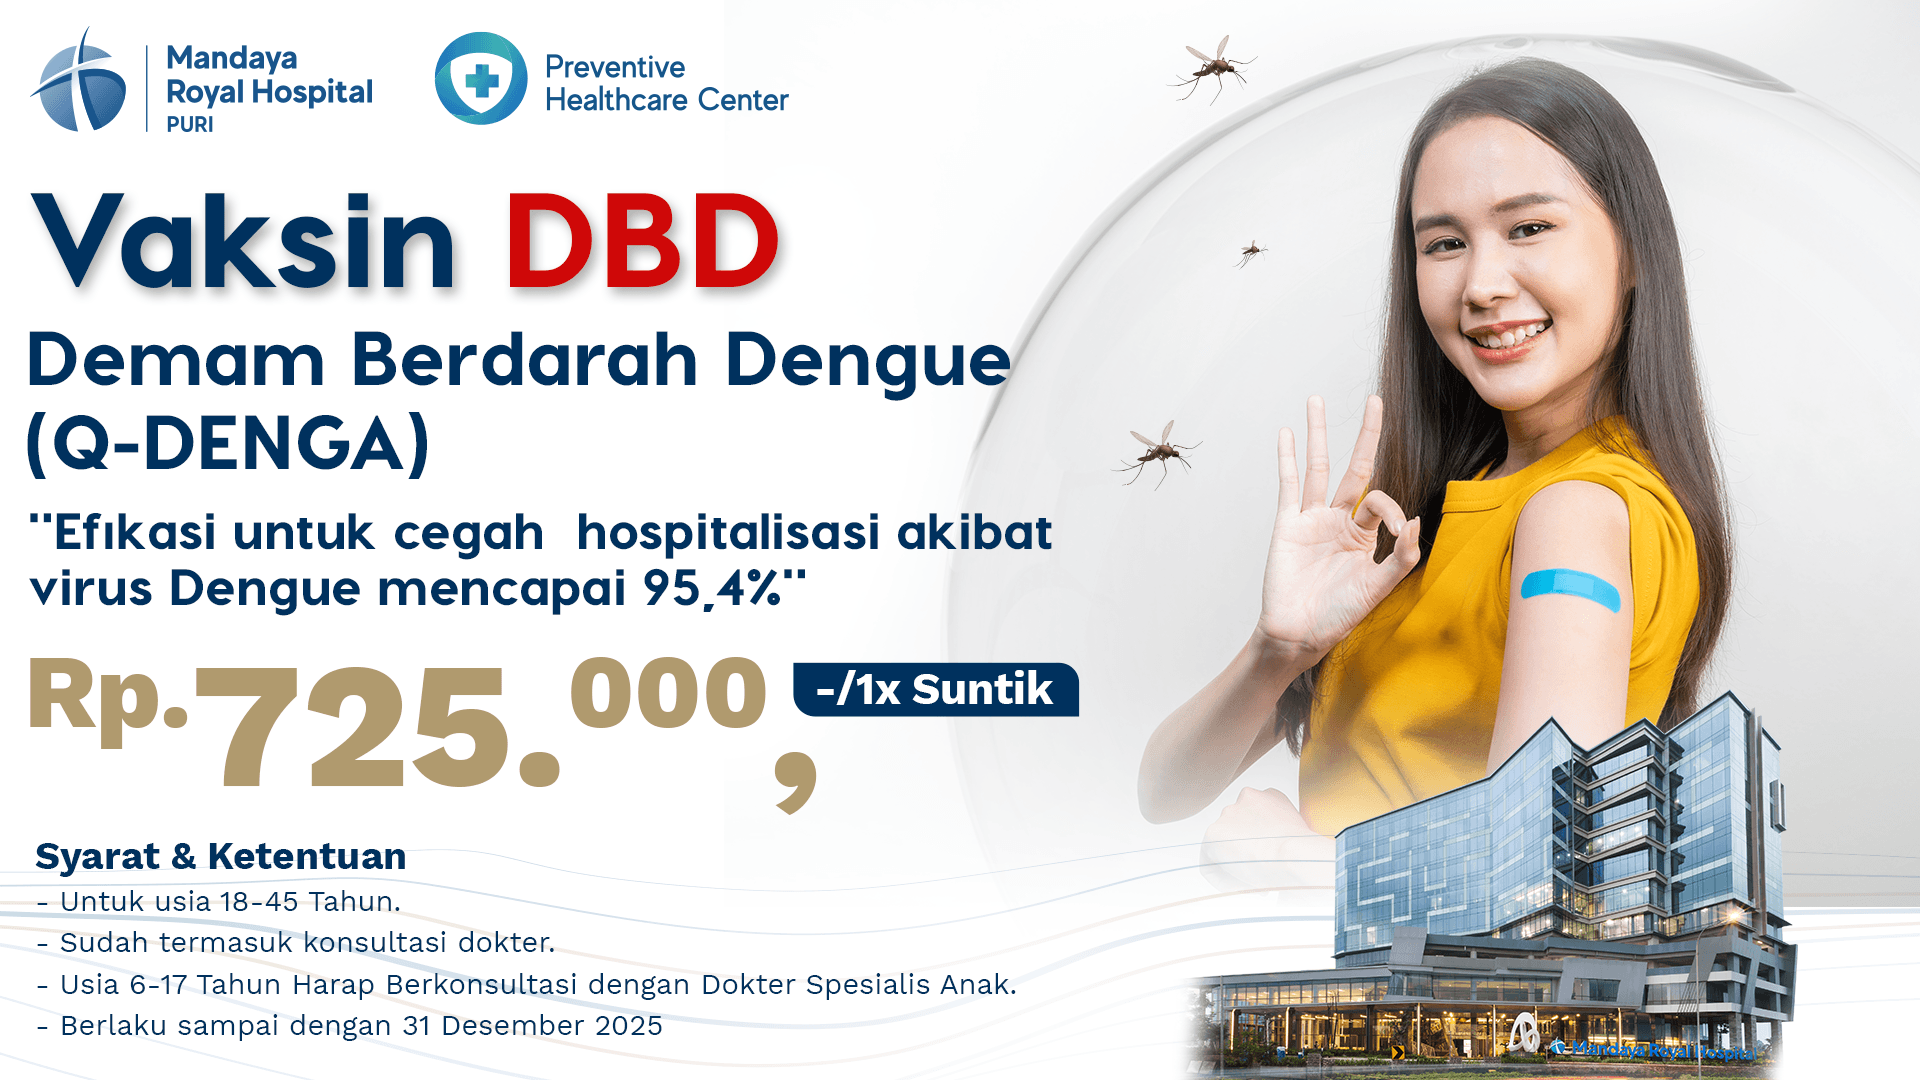 Mandaya
Royal Hospital
PURI
Preventive
Healthcare Center
Vaksin DBD
Demam Berdarah Dengue
(Q-DENGA)
"Efikasi untuk cegah  hospitalisasi akibat
virus Dengue mencapai 95,4%"
Rp.725.000,-/1x Suntik
Syarat & Ketentuan
- Untuk usia 18-45 Tahun.
- Sudah termasuk konsultasi dokter.
- Usia 6-17 Tahun Harap Berkonsultasi dengan Dokter Spesialis Anak.
- Berlaku sampai dengan 31 Desember 2025
Mandaya Royal Hospital